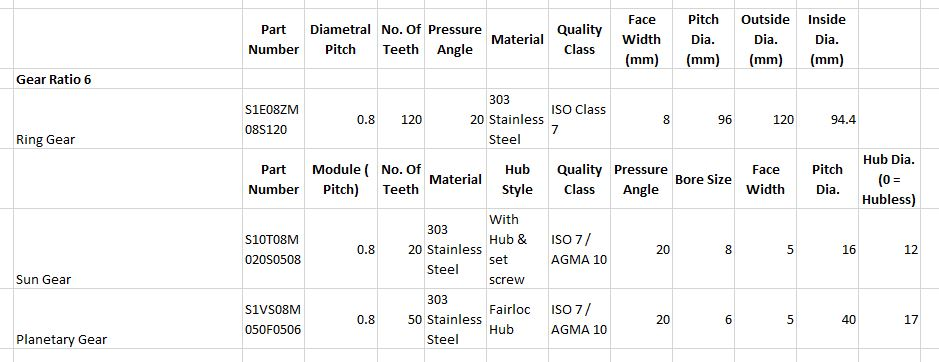 Part Number Diametral Pitch No. Of Teeth Pressure Angle Material Quality Class Face Width (mm) Pitch Dia. (mm) Outside Dia. (mm) Inside Dia. (mm)
Gear Ratio 6
Ring Gear S1E08ZM08S120 0.8 120 20 303 Stainless Steel ISO Class 7 8 96 120 94.4
Part Number Module ( Pitch) No. Of Teeth Material Hub Style Quality Class Pressure Angle Bore Size Face Width Pitch Dia. Hub Dia. (0 = Hubless)
Sun Gear S10T08M020S0508 0.8 20 303 Stainless Steel With Hub & set screw ISO 7 / AGMA 10 20 8 5 16 12
Planetary Gear S1VS08M050F0506 0.8 50 303 Stainless Steel Fairloc Hub ISO 7 / AGMA 10 20 6 5 40 17